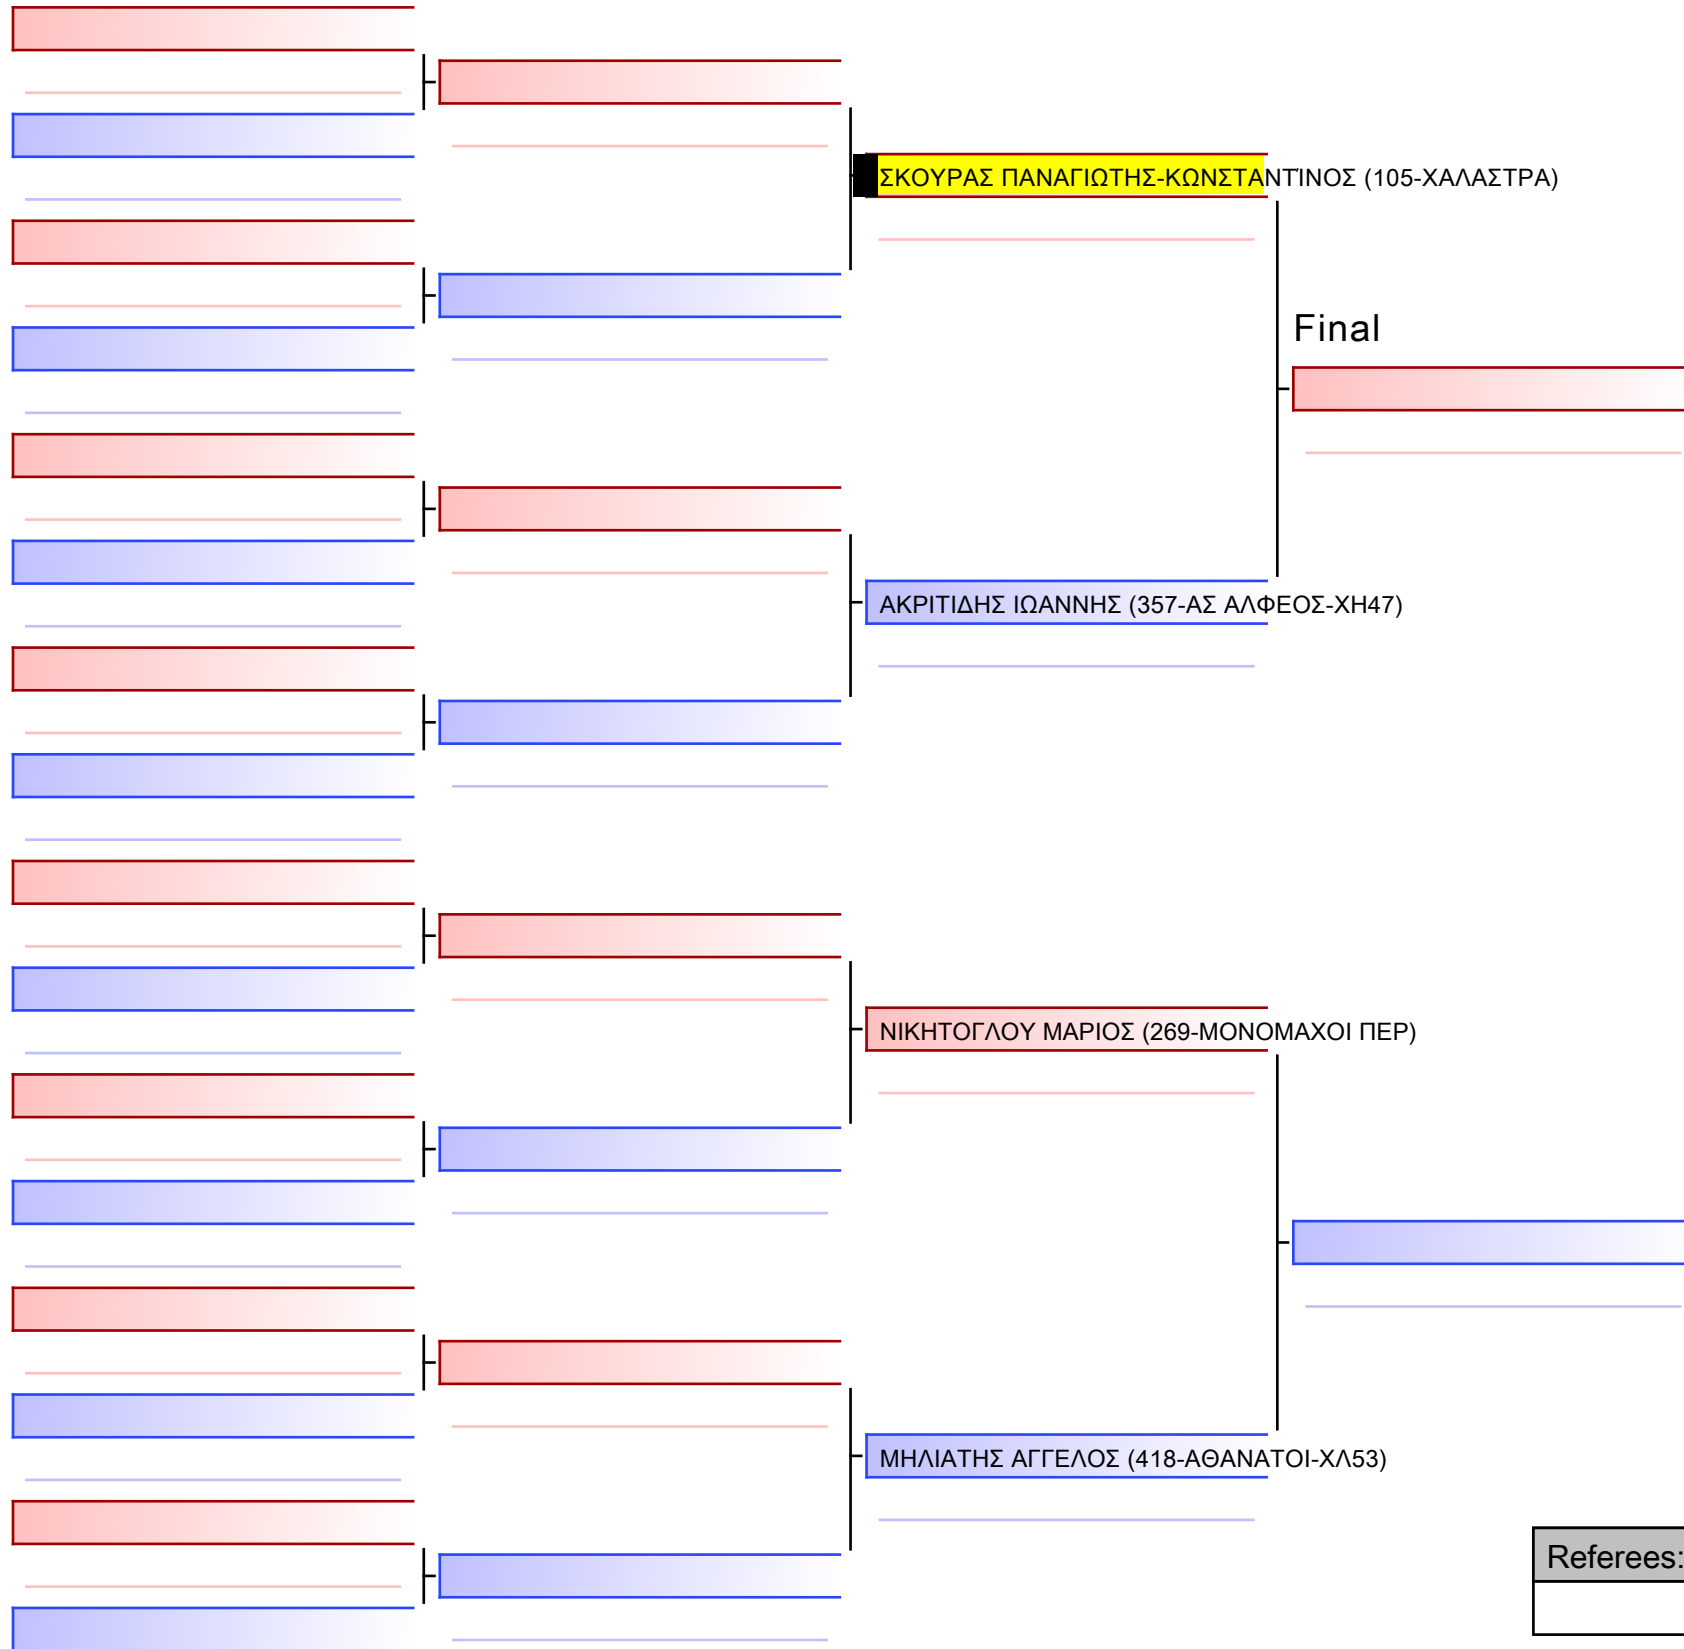 ΣΚΟΥΡΑΣ ΠΑΝΑΓΙΩΤΗΣ-ΚΩΝΣΤΑΝΤΊΝΟΣ (105-ΧΑΛΑΣΤΡΑ)
Final
ΑΚΡΙΤΙΔΗΣ ΙΩΑΝΝΗΣ (357-ΑΣ ΑΛΦΕΟΣ-ΧΗ47)
ΝΙΚΗΤΟΓΛΟΥ ΜΑΡΙΟΣ (269-ΜΟΝΟΜΑΧΟΙ ΠΕΡ)
ΜΗΛΙΑΤΗΣ ΑΓΓΕΛΟΣ (418-ΑΘΑΝΑΤΟΙ-ΧΛ53)
Referees: